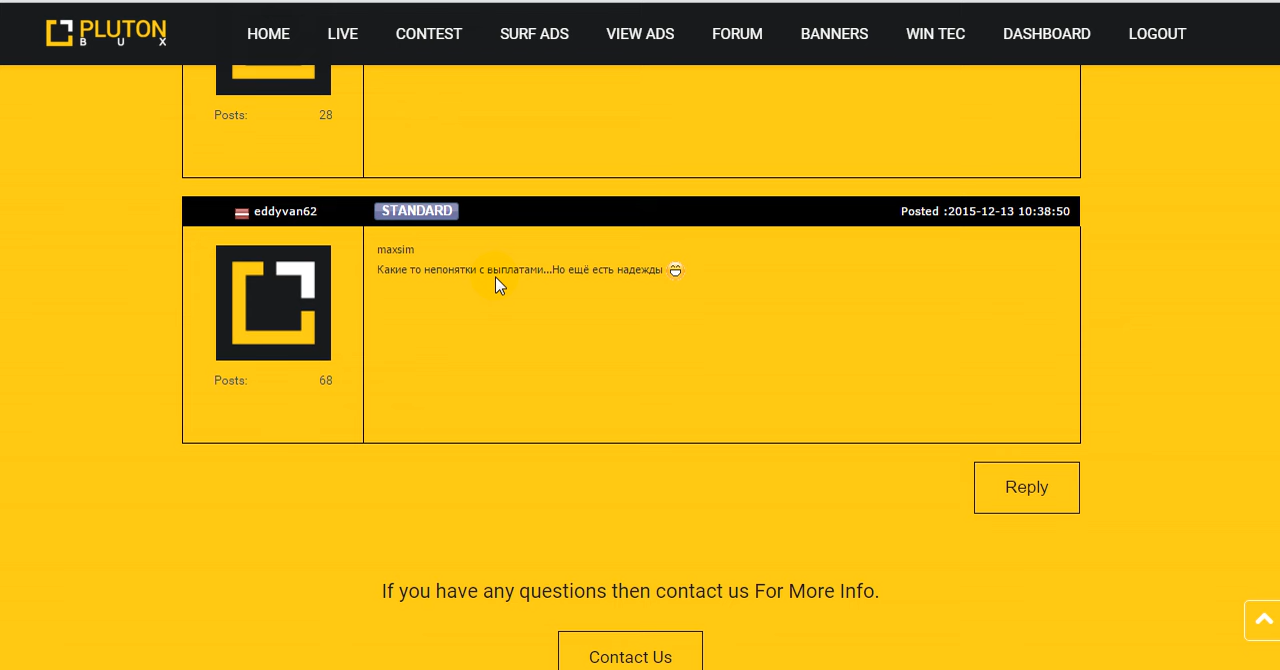 PLUTON
BUX
HOME LIVE CONTEST SURF ADS VIEW ADS FORUM BANNERS WIN TEC DASHBOARD LOGOUT
Posts: 28
eddyvan62 STANDARD Posted :2015-12-13 10:38:50
maxsim
Какие то непонятки с выплатами...Но ещё есть надежды
Posts: 68
Reply
If you have any questions then contact us For More Info.
Contact Us